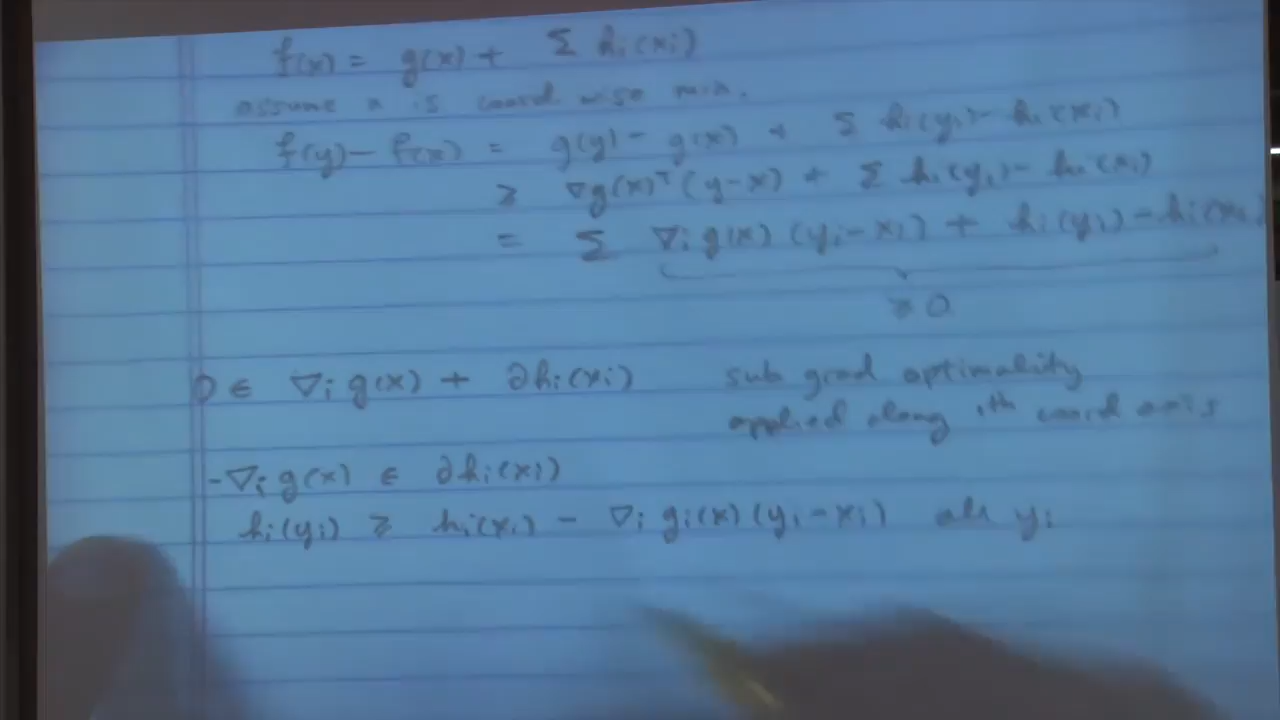 f(x) = g(x) + Σ hᵢ(xᵢ)
assume x is coord wise min.
f(y) - f(x) = g(y) - g(x) + Σ hᵢ(yᵢ) - hᵢ(xᵢ)
≥ ∇g(x)ᵀ(y-x) + Σ hᵢ(yᵢ) - hᵢ(xᵢ)
= Σ ∇ᵢ g(x) (yᵢ-xᵢ) + hᵢ(yᵢ) - hᵢ(xᵢ)
≥ 0
0 ∈ ∇ᵢ g(x) + ∂hᵢ(xᵢ) sub grad optimality
applied along iᵗʰ coord axis
-∇ᵢ g(x) ∈ ∂hᵢ(xᵢ)
hᵢ(yᵢ) ≥ hᵢ(xᵢ) - ∇ᵢ gᵢ(x) (yᵢ-xᵢ) all yᵢ